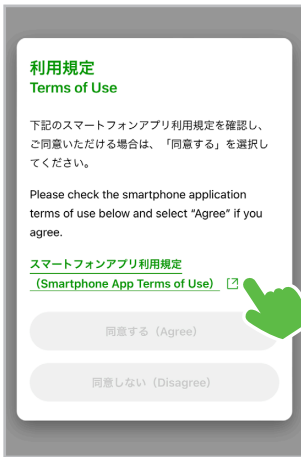 利用規定
Terms of Use
下記のスマートフォンアプリ利用規定を確認し、
ご同意いただける場合は、「同意する」を選択し
てください。
Please check the smartphone application
terms of use below and select “Agree” if you
agree.
スマートフォンアプリ利用規定
（Smartphone App Terms of Use）
同意する（Agree）
同意しない（Disagree）